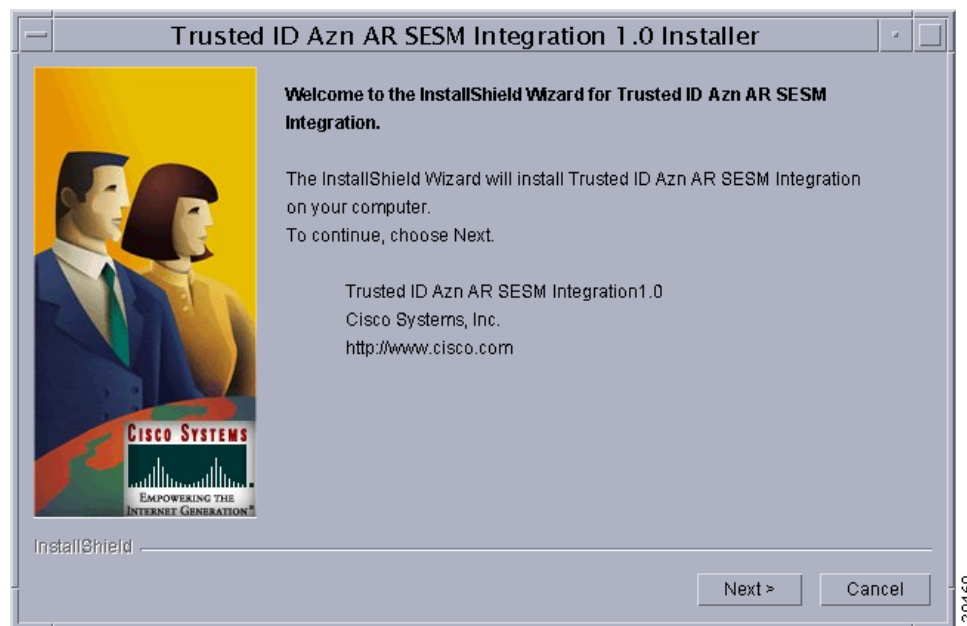 Trusted ID Azn AR SESM Integration 1.0 Installer
Welcome to the InstallShield Wizard for Trusted ID Azn AR SESM
Integration.
The InstallShield Wizard will install Trusted ID Azn AR SESM Integration
on your computer.
To continue, choose Next.
Trusted ID Azn AR SESM Integration1.0
Cisco Systems, Inc.
http://www.cisco.com
CISCO SYSTEMS
EMPOWERING THE
INTERNET GENERATION
InstallShield
Next >
Cancel